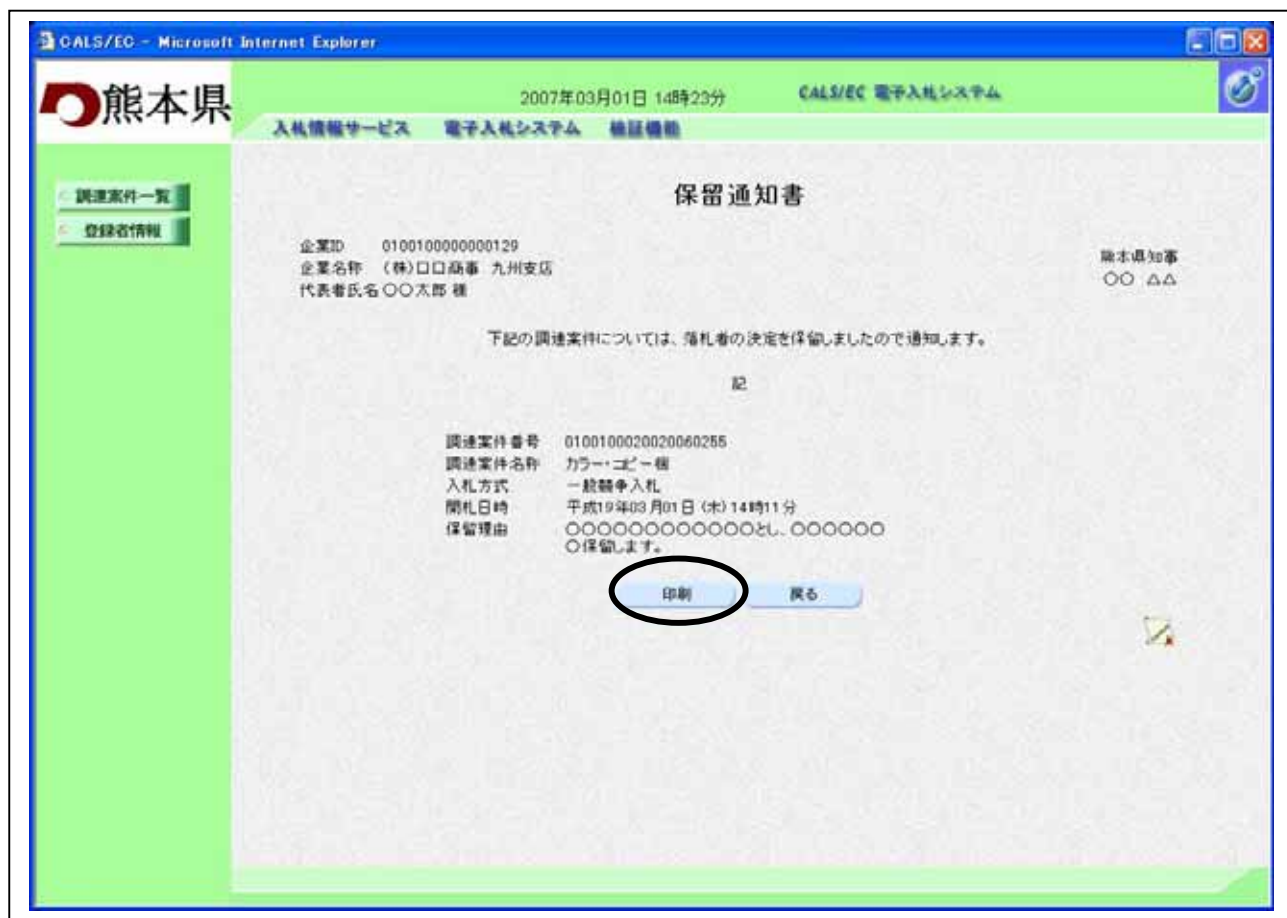 CALS/EC - Microsoft Internet Explorer
熊本県
2007年03月01日 14時23分
CALS/EC 電子入札システム
入札情報サービス 電子入札システム 検証機能
調達案件一覧
登録者情報
保留通知書
企業ID 0100100000000129
企業名称 (株)口口商事 九州支店
代表者氏名 〇〇太郎 様
熊本県知事
〇〇 △△
下記の調達案件については、落札者の決定を保留しましたので通知します。
記
調達案件番号 0100100020020060255
調達案件名称 カラー・コピー機
入札方式 一般競争入札
開札日時 平成19年03月01日(木)14時11分
保留理由 〇〇〇〇〇〇〇〇〇〇〇〇とし、〇〇〇〇〇〇
〇保留します。
印刷 戻る